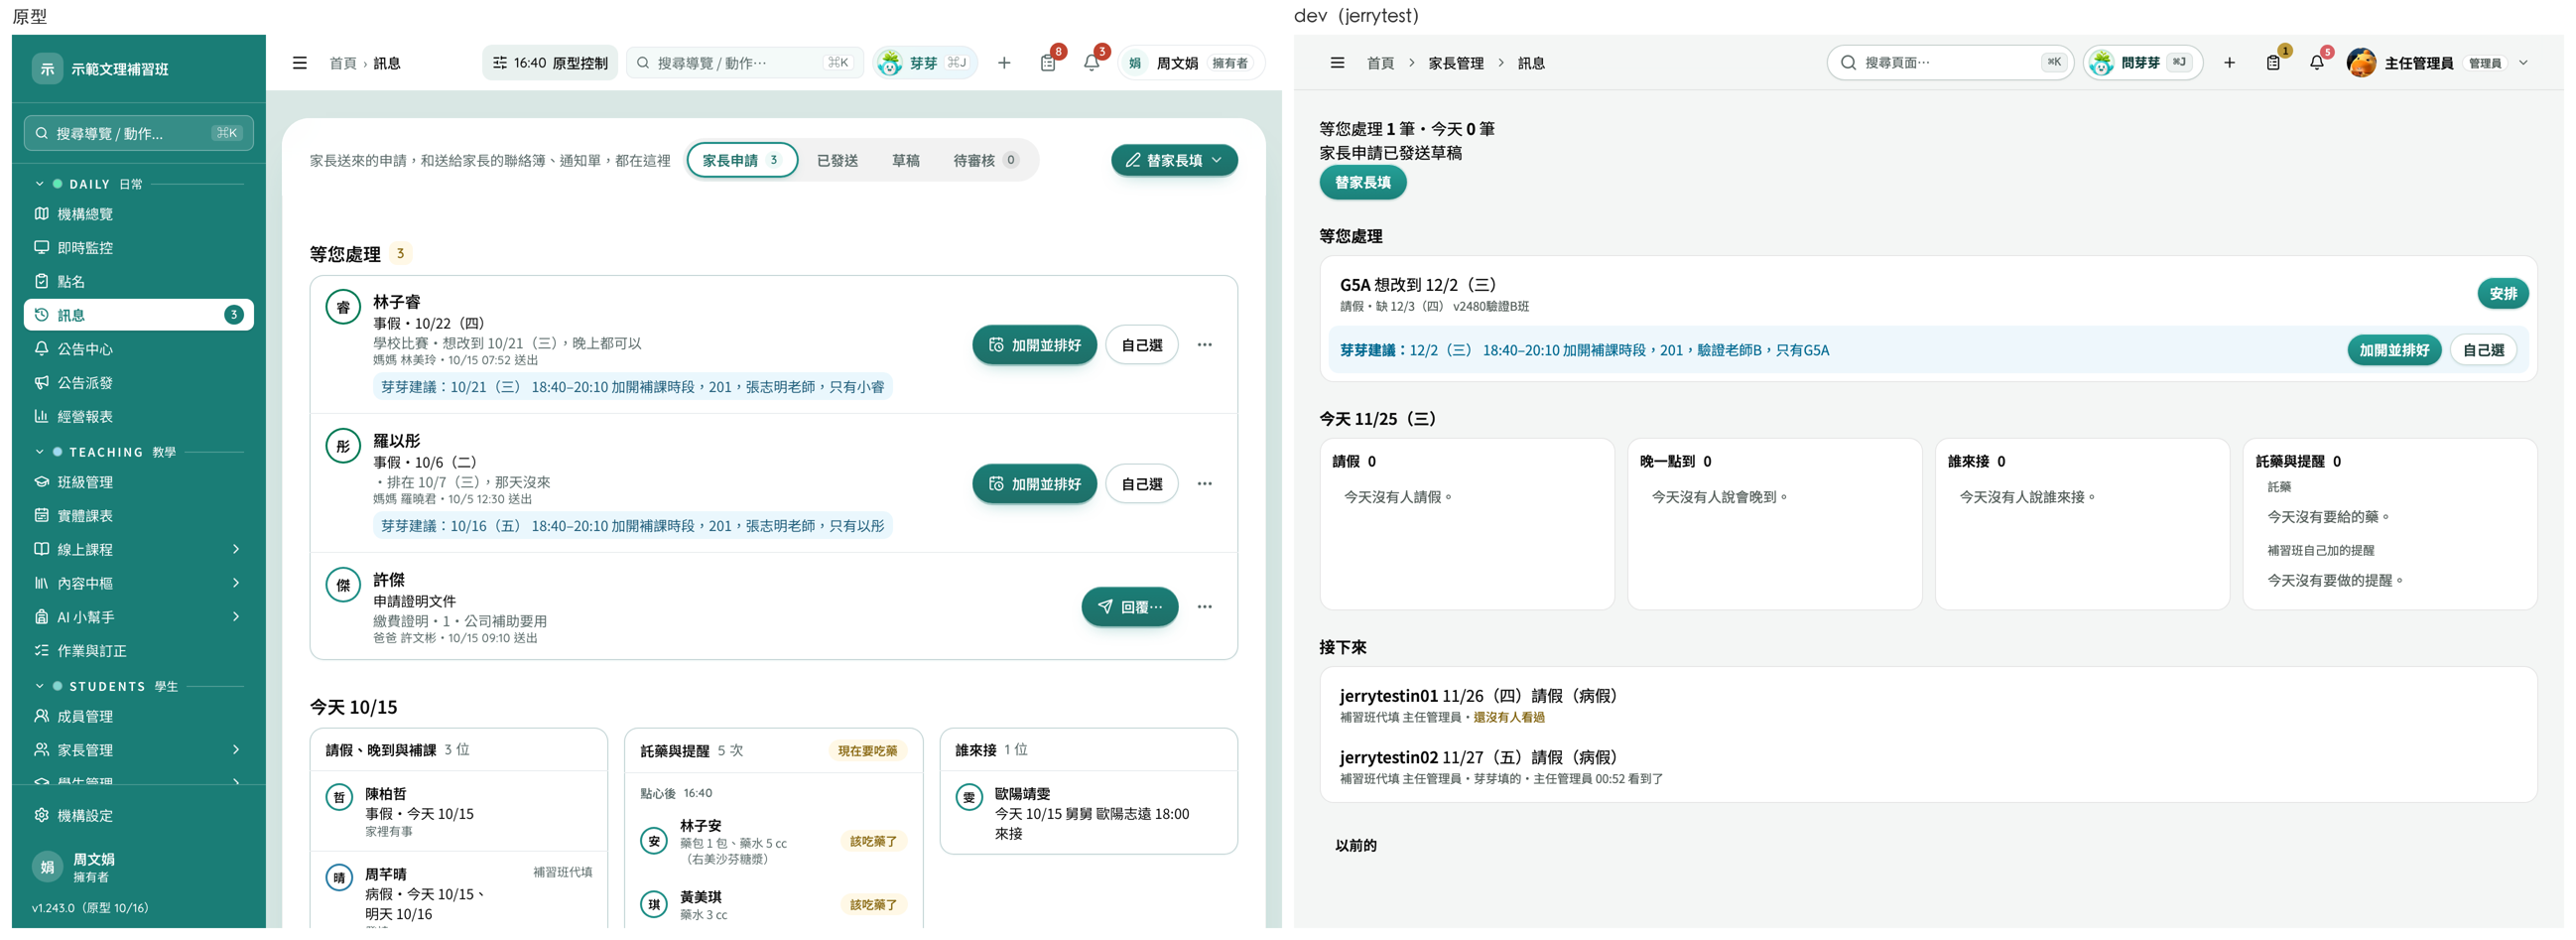 原型
示 示範文理補習班
搜尋導覽 / 動作... ⌘K
DAILY 日常
機構總覽
即時監控
點名
訊息 3
公告中心
公告派發
經營報表
TEACHING 教學
班級管理
實體課表
線上課程
內容中樞
AI 小幫手
作業與訂正
STUDENTS 學生
成員管理
家長管理
學生管理
機構設定
娟 周文娟
擁有者
v1.243.0（原型 10/16）
首頁 › 訊息
16:40 原型控制
搜尋導覽 / 動作⋯ ⌘K
芽芽 ⌘J
8
3
娟 周文娟 擁有者
家長送來的申請，和送給家長的聯絡簿、通知單，都在這裡
家長申請 3 已發送 草稿 待審核 0
替家長填
等您處理 3
睿 林子睿
事假・10/22（四）
學校比賽・想改到 10/21（三），晚上都可以
媽媽 林美玲・10/15 07:52 送出
芽芽建議：10/21（三） 18:40–20:10 加開補課時段，201，張志明老師，只有小睿
加開並排好 自己選 ⋯
彤 羅以彤
事假・10/6（二）
・排在 10/7（三），那天沒來
媽媽 羅曉君・10/5 12:30 送出
芽芽建議：10/16（五） 18:40–20:10 加開補課時段，201，張志明老師，只有以彤
加開並排好 自己選 ⋯
傑 許傑
申請證明文件
繳費證明・1・公司補助要用
爸爸 許文彬・10/15 09:10 送出
回覆⋯ ⋯
今天 10/15
請假、晚到與補課 3 位
哲 陳柏哲
事假・今天 10/15
家裡有事
晴 周芊晴 補習班代填
病假・今天 10/15、
明天 10/16
託藥與提醒 5 次 現在要吃藥
點心後 16:40
安 林子安
藥包 1 包、藥水 5 cc
（右美沙芬糖漿）
該吃藥了
琪 黃美琪
藥水 3 cc
該吃藥了
誰來接 1 位
雯 歐陽靖雯
今天 10/15 舅舅 歐陽志遠 18:00
來接
dev（jerrytest）
首頁 › 家長管理 › 訊息
搜尋頁面⋯ ⌘K
問芽芽 ⌘J
1
5
主任管理員 管理員
等您處理 1 筆・今天 0 筆
家長申請已發送草稿
替家長填
等您處理
G5A 想改到 12/2（三）
請假・缺 12/3（四） v2480驗證B班
安排
芽芽建議：12/2（三） 18:40–20:10 加開補課時段，201，驗證老師B，只有G5A
加開並排好 自己選
今天 11/25（三）
請假 0
今天沒有人請假。
晚一點到 0
今天沒有人說會晚到。
誰來接 0
今天沒有人說誰來接。
託藥與提醒 0
託藥
今天沒有要給的藥。
補習班自己加的提醒
今天沒有要做的提醒。
接下來
jerrytestin01 11/26（四）請假（病假）
補習班代填 主任管理員・還沒有人看過
jerrytestin02 11/27（五）請假（病假）
補習班代填 主任管理員・芽芽填的・主任管理員 00:52 看到了
以前的